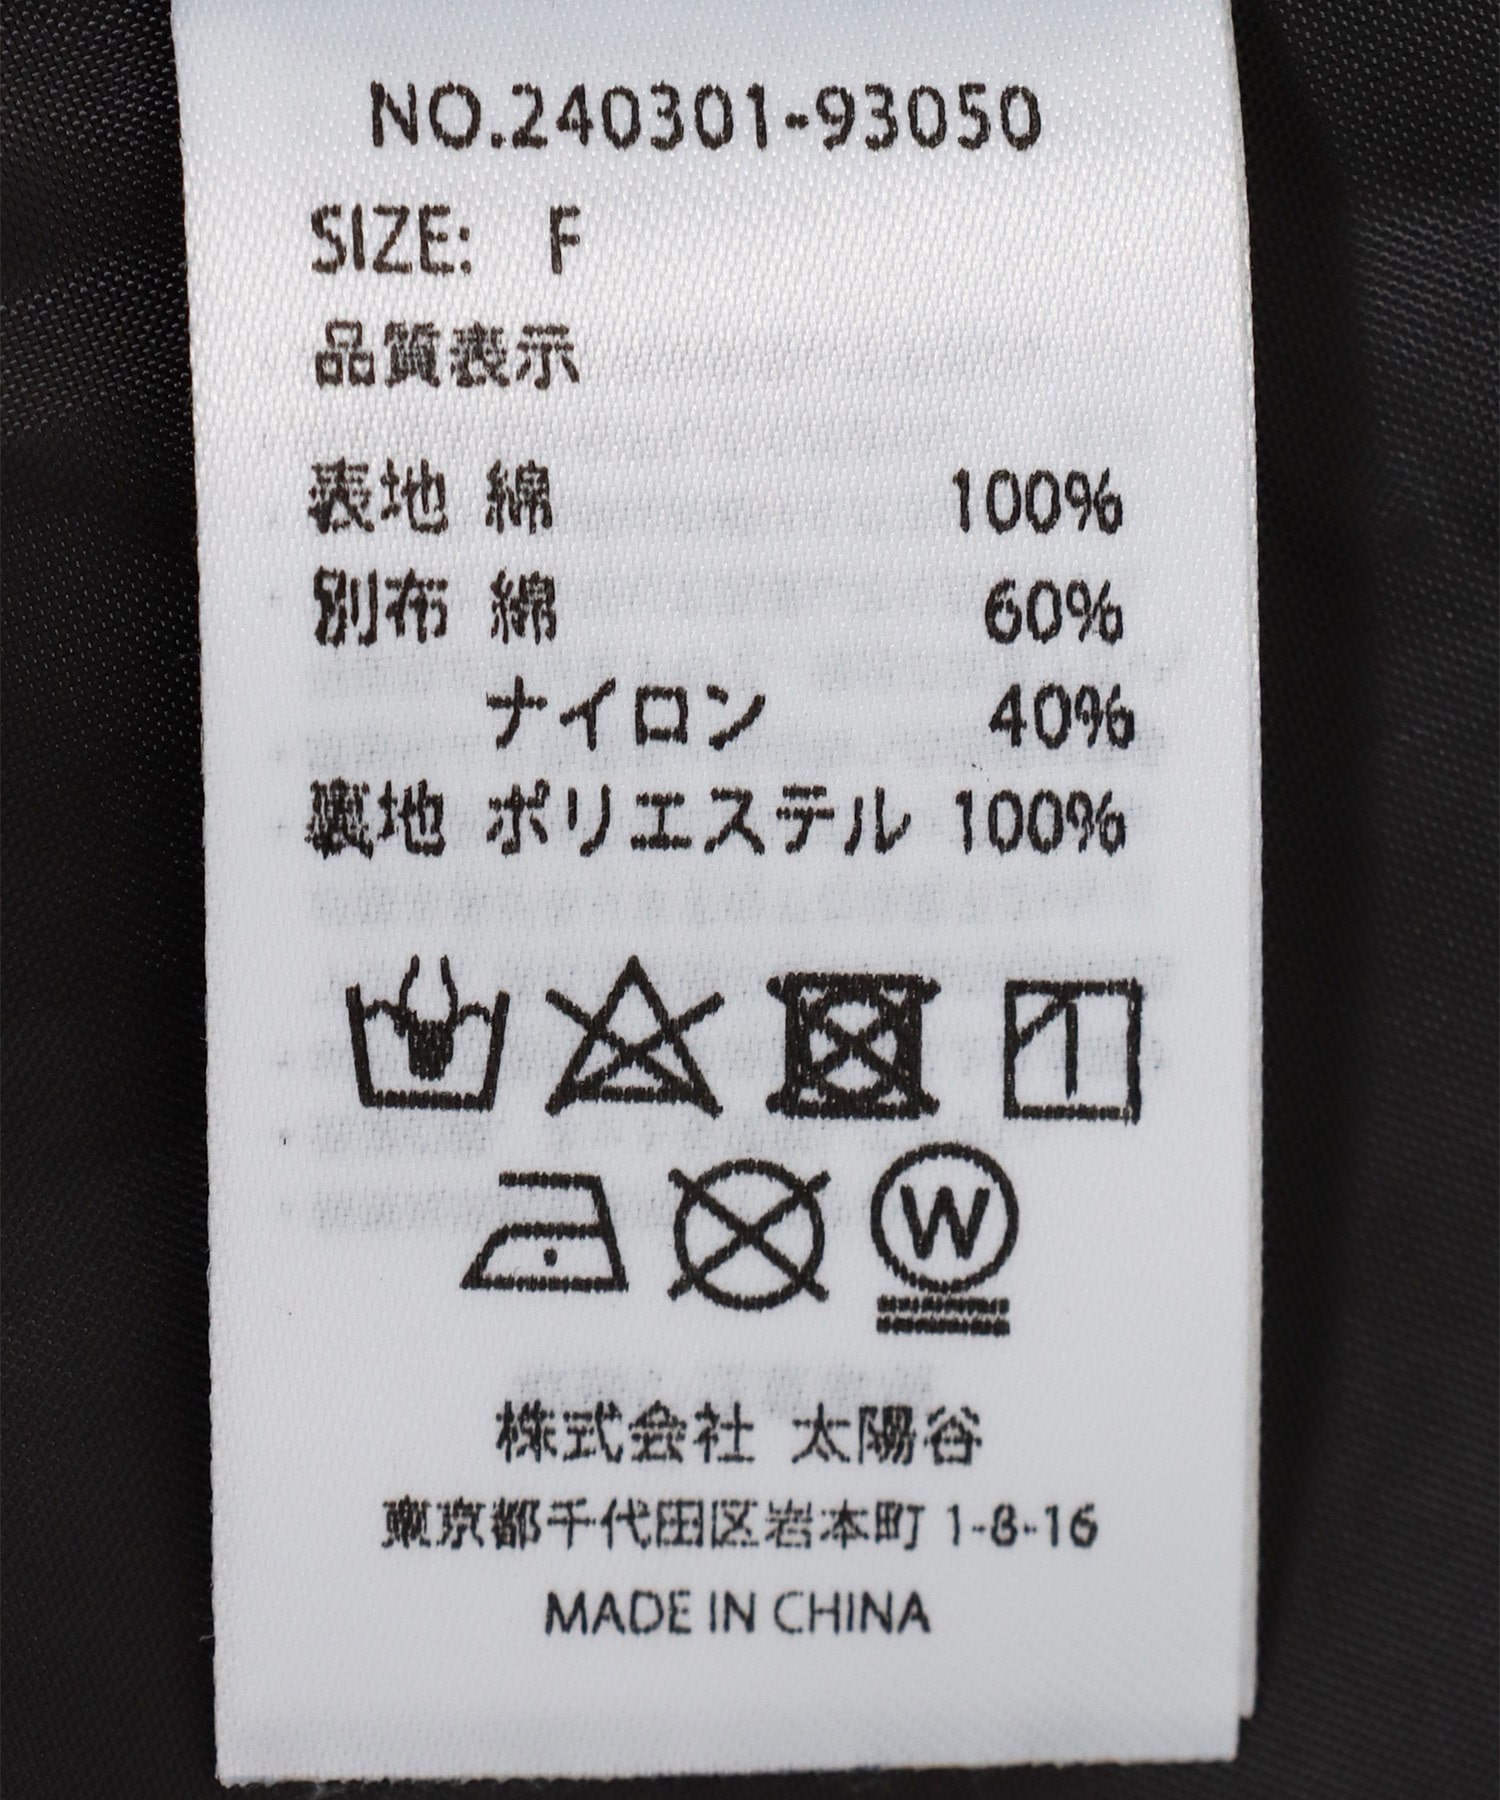 NO.240301-93050
SIZE: F
品質表示
表地 綿 100%
別布 綿 60%
ナイロン 40%
裏地 ポリエステル 100%
W
株式会社 太陽谷
東京都千代田区岩本町 1-8-16
MADE IN CHINA